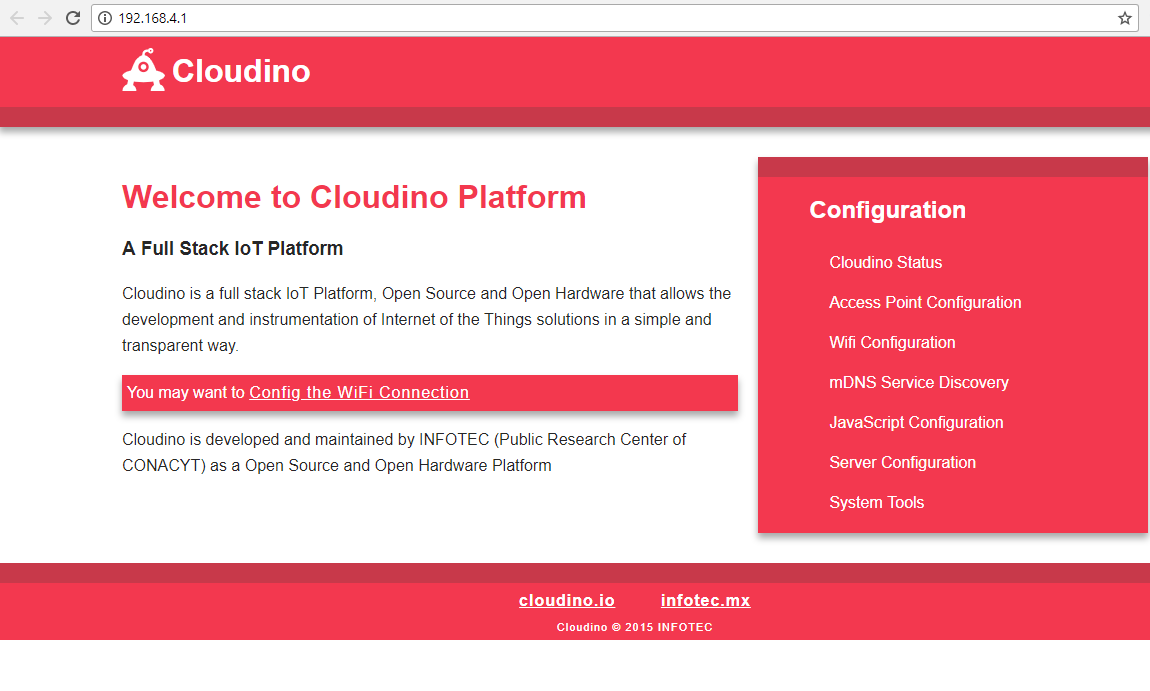 192.168.4.1
Cloudino
Welcome to Cloudino Platform
A Full Stack IoT Platform
Cloudino is a full stack IoT Platform, Open Source and Open Hardware that allows the
development and instrumentation of Internet of the Things solutions in a simple and
transparent way.
You may want to Config the WiFi Connection
Cloudino is developed and maintained by INFOTEC (Public Research Center of
CONACYT) as a Open Source and Open Hardware Platform
Configuration
Cloudino Status
Access Point Configuration
Wifi Configuration
mDNS Service Discovery
JavaScript Configuration
Server Configuration
System Tools
cloudino.io infotec.mx
Cloudino © 2015 INFOTEC